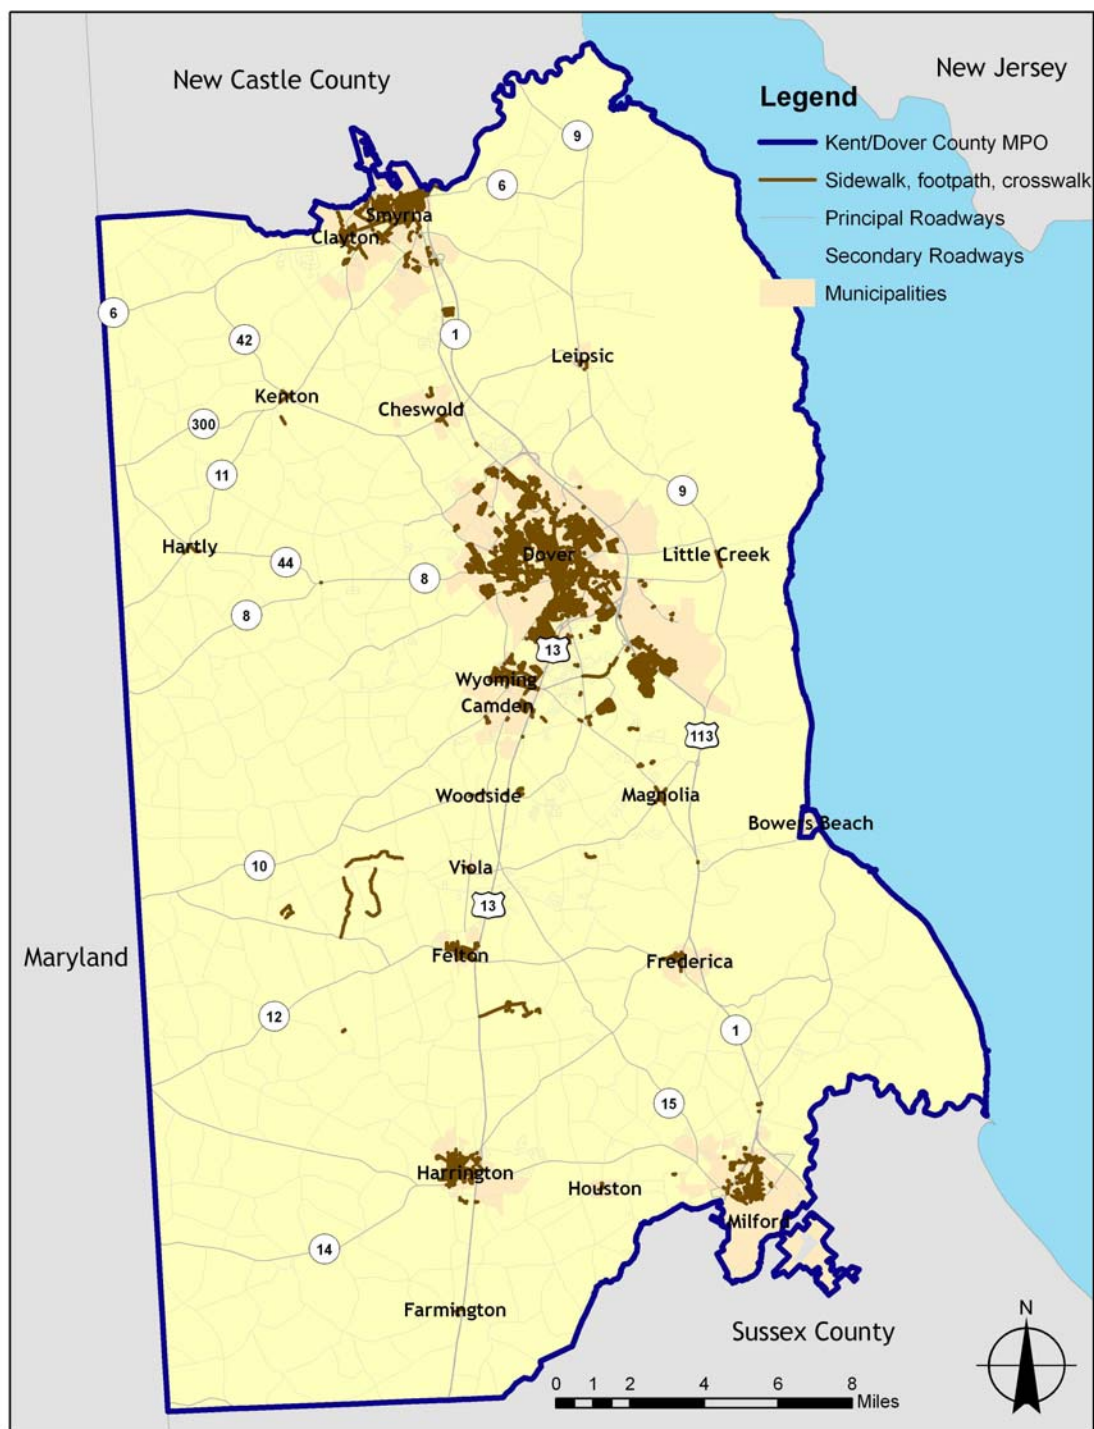 New Castle County
New Jersey
Legend
Kent/Dover County MPO
Sidewalk, footpath, crosswalk
Principal Roadways
Secondary Roadways
Municipalities
9
6
Smyrna
Clayton
6
42
1
Leipsic
Kenton
Cheswold
300
11
9
Hartly
Dover
Little Creek
44
8
8
13
Wyoming
Camden
113
Woodside
Magnolia
Bowers Beach
10
Viola
13
Maryland
Felton
Frederica
12
1
15
Harrington
Houston
Milford
14
Farmington
Sussex County
N
0 1 2 4 6 8
Miles